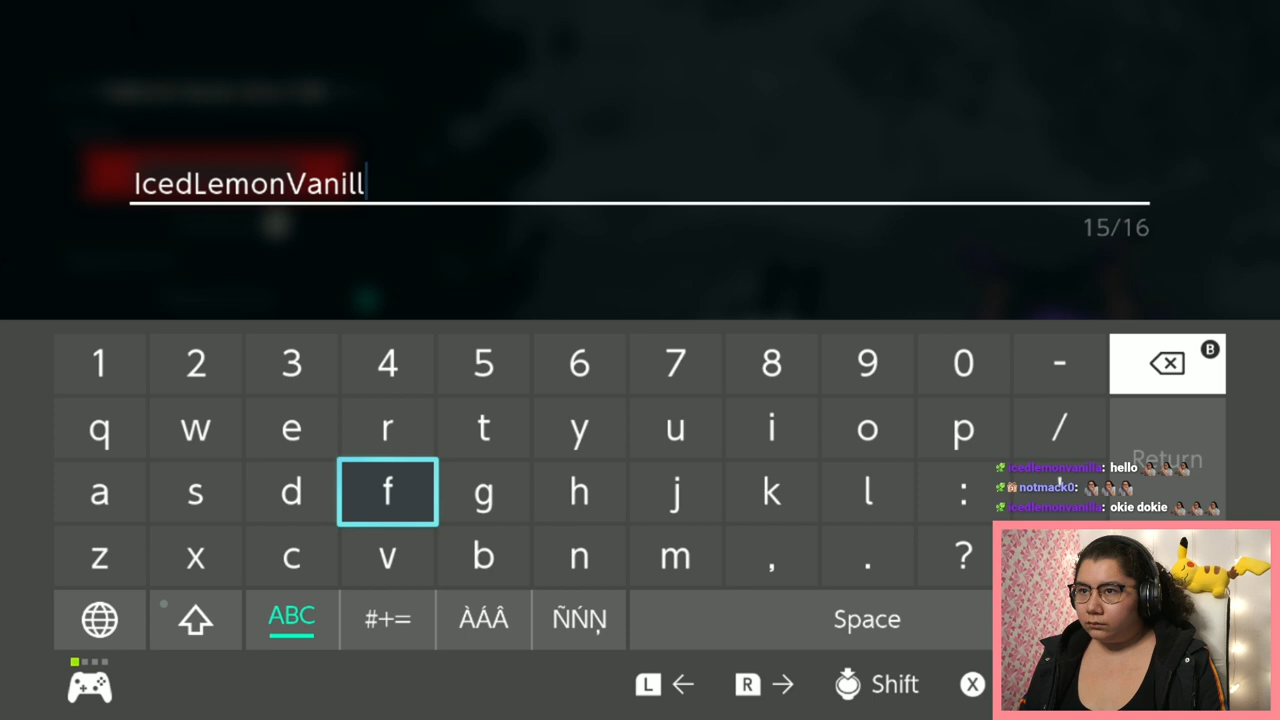 IcedLemonVanill
15/16
1 2 3 4 5 6 7 8 9 0 -
B
q w e r t y u i o p /
Return
a s d f g h j k l : '
icedlemonvanilla: hello
notmack0:
icedlemonvanilla: okie dokie
z x c v b n m , . ?
ABC #+= ÀÁÂ ÑŃŅ Space
L ← R → Shift X